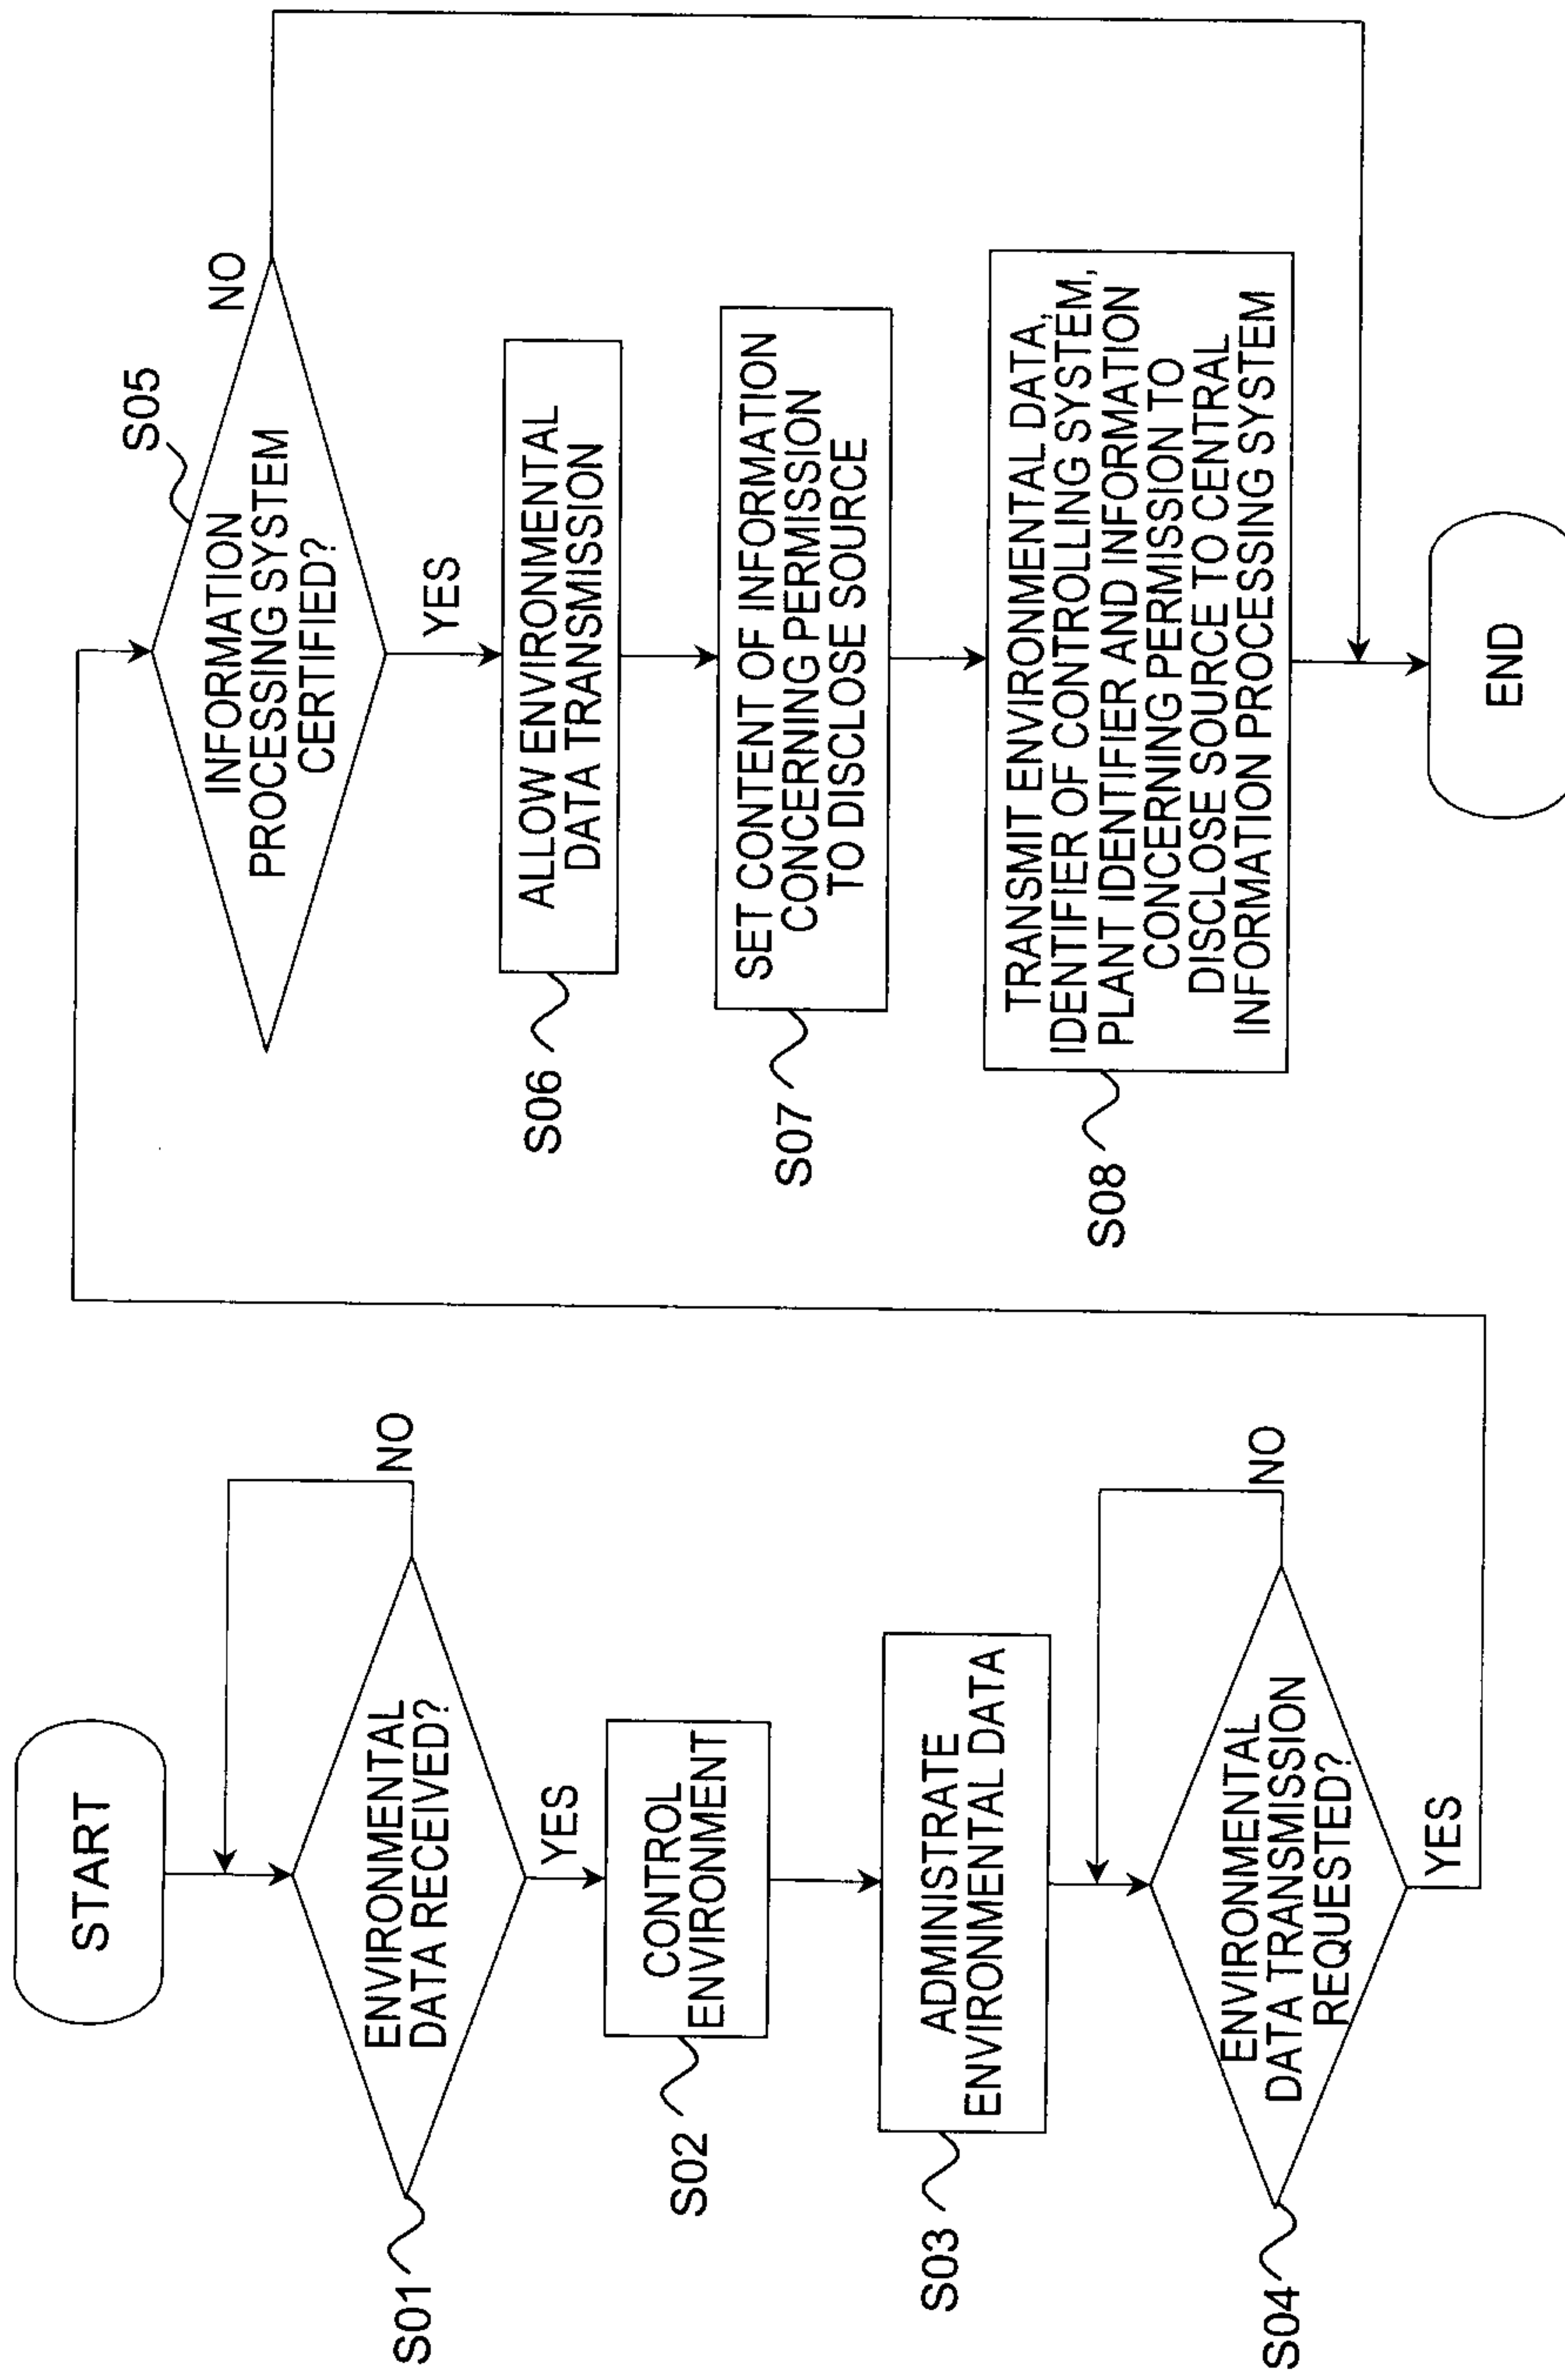 START
S01
ENVIRONMENTAL
DATA RECEIVED?
NO
YES
S02
CONTROL
ENVIRONMENT
S03
ADMINISTRATE
ENVIRONMENTAL DATA
S04
ENVIRONMENTAL
DATA TRANSMISSION
REQUESTED?
NO
YES
S05
INFORMATION
PROCESSING SYSTEM
CERTIFIED?
NO
YES
S06
ALLOW ENVIRONMENTAL
DATA TRANSMISSION
S07
SET CONTENT OF INFORMATION
CONCERNING PERMISSION
TO DISCLOSE SOURCE
S08
TRANSMIT ENVIRONMENTAL DATA,
IDENTIFIER OF CONTROLLING SYSTEM,
PLANT IDENTIFIER AND INFORMATION
CONCERNING PERMISSION TO
DISCLOSE SOURCE TO CENTRAL
INFORMATION PROCESSING SYSTEM
END